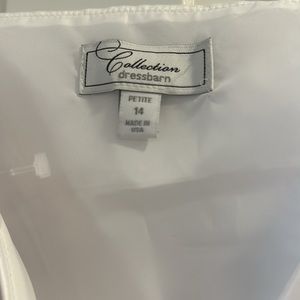 Collection
dressbarn
PETITE
14
MADE IN
USA